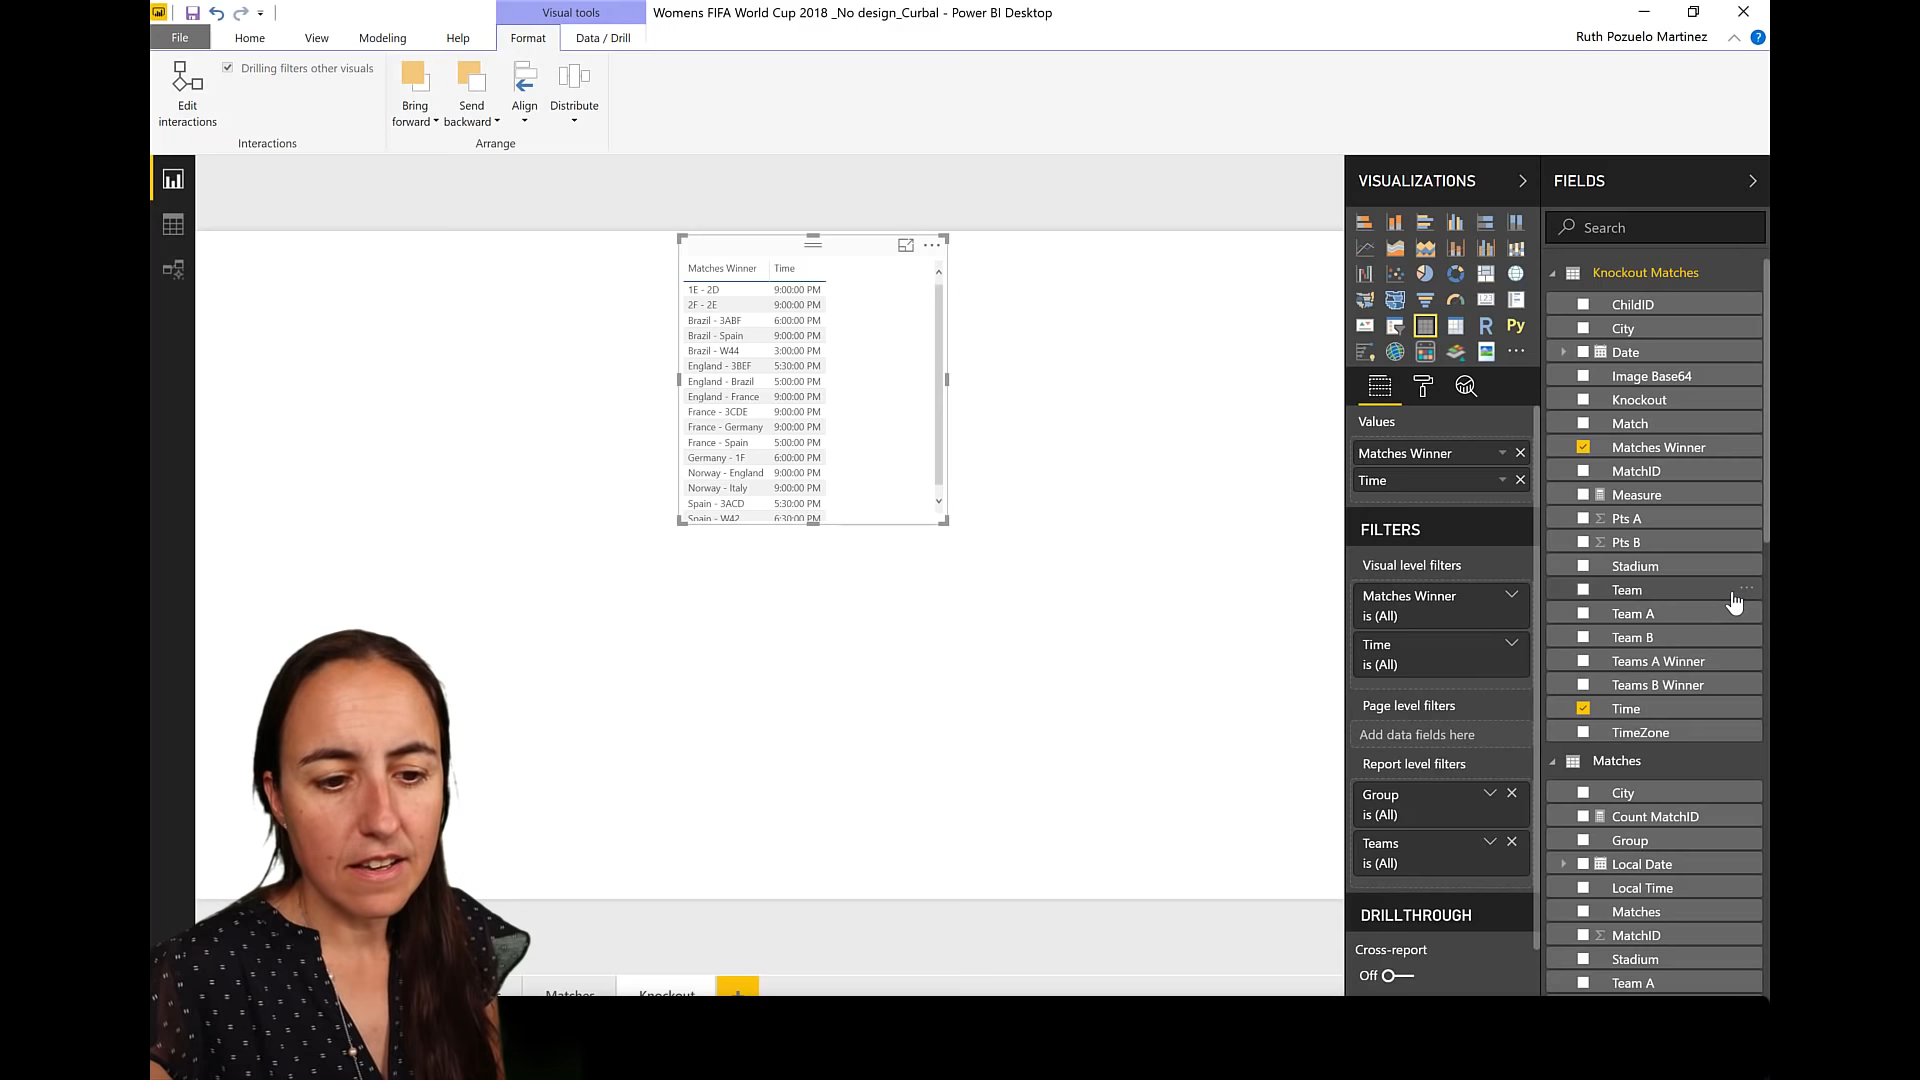 Visual tools
Womens FIFA World Cup 2018 _No design_Curbal - Power BI Desktop
File
Home
View
Modeling
Help
Format
Data / Drill
Ruth Pozuelo Martinez
?
Edit
interactions
Drilling filters other visuals
Interactions
Bring
forward
Send
backward
Align
Distribute
Arrange
Matches Winner Time
1E - 2D 9:00:00 PM
2F - 2E 9:00:00 PM
Brazil - 3ABF 6:00:00 PM
Brazil - Spain 9:00:00 PM
Brazil - W44 3:00:00 PM
England - 3BEF 5:30:00 PM
England - Brazil 5:00:00 PM
England - France 9:00:00 PM
France - 3CDE 9:00:00 PM
France - Germany 9:00:00 PM
France - Spain 5:00:00 PM
Germany - 1F 6:00:00 PM
Norway - England 9:00:00 PM
Norway - Italy 9:00:00 PM
Spain - 3ACD 5:30:00 PM
Spain - W42 6:30:00 PM
Matches
Knockout
VISUALIZATIONS
123
R
Py
Values
Matches Winner
Time
FILTERS
Visual level filters
Matches Winner
is (All)
Time
is (All)
Page level filters
Add data fields here
Report level filters
Group
is (All)
Teams
is (All)
DRILLTHROUGH
Cross-report
Off
FIELDS
Search
Knockout Matches
ChildID
City
Date
Image Base64
Knockout
Match
Matches Winner
MatchID
Measure
Σ Pts A
Σ Pts B
Stadium
Team
Team A
Team B
Teams A Winner
Teams B Winner
Time
TimeZone
Matches
City
Count MatchID
Group
Local Date
Local Time
Matches
Σ MatchID
Stadium
Team A